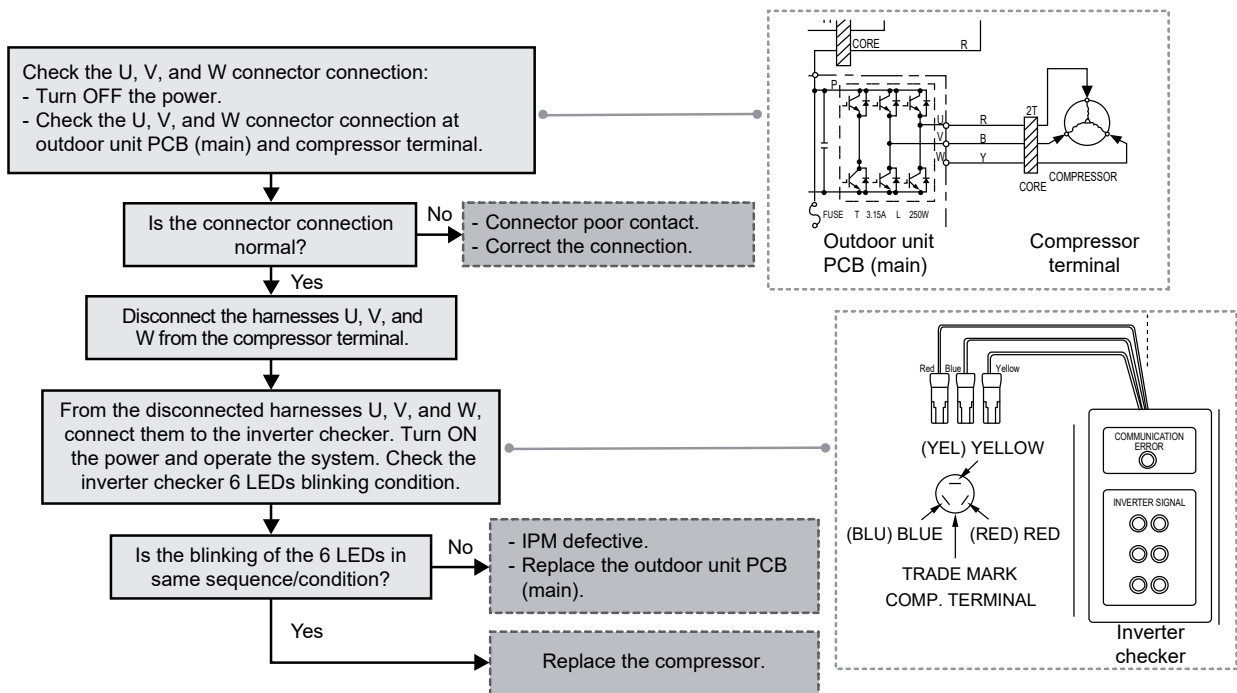 Check the U, V, and W connector connection:
- Turn OFF the power.
- Check the U, V, and W connector connection at
outdoor unit PCB (main) and compressor terminal.
Is the connector connection
normal?
No
- Connector poor contact.
- Correct the connection.
Yes
Disconnect the harnesses U, V, and
W from the compressor terminal.
From the disconnected harnesses U, V, and W,
connect them to the inverter checker. Turn ON
the power and operate the system. Check the
inverter checker 6 LEDs blinking condition.
Is the blinking of the 6 LEDs in
same sequence/condition?
No
- IPM defective.
- Replace the outdoor unit PCB
(main).
Yes
Replace the compressor.
CORE
R
P
U
R
2T
V
B
W
Y
CORE
COMPRESSOR
FUSE T 3.15A L 250W
Outdoor unit
PCB (main)
Compressor
terminal
Red Blue Yellow
(YEL) YELLOW
(BLU) BLUE
(RED) RED
TRADE MARK
COMP. TERMINAL
COMMUNICATION
ERROR
INVERTER SIGNAL
Inverter
checker